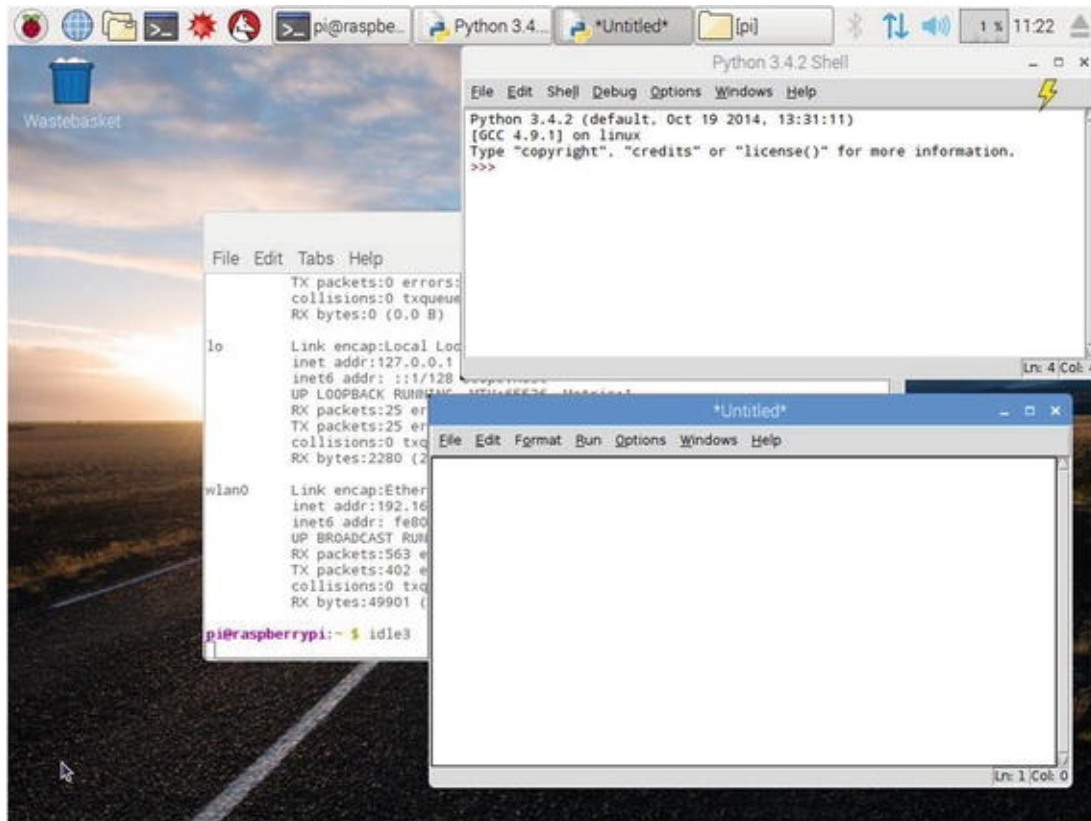 pi@raspbe...
Python 3.4...
*Untitled*
[pi]
1 %
11:22
Wastebasket
Python 3.4.2 Shell
File Edit Shell Debug Options Windows Help
Python 3.4.2 (default, Oct 19 2014, 13:31:11)
[GCC 4.9.1] on linux
Type "copyright", "credits" or "license()" for more information.
>>>
Ln: 4 Col:
File Edit Tabs Help
TX packets:0 errors:
collisions:0 txqueue
RX bytes:0 (0.0 B)
lo Link encap:Local Loo
inet addr:127.0.0.1
inet6 addr: ::1/128
UP LOOPBACK RUNNING
RX packets:25 er
TX packets:25 er
collisions:0 txq
RX bytes:2280 (2
wlan0 Link encap:Ether
inet addr:192.16
inet6 addr: fe80
UP BROADCAST RUN
RX packets:563 e
TX packets:402 e
collisions:0 txq
RX bytes:49901 (
pi@raspberrypi:~ $ idle3
*Untitled*
File Edit Format Run Options Windows Help
Ln: 1 Col: 0